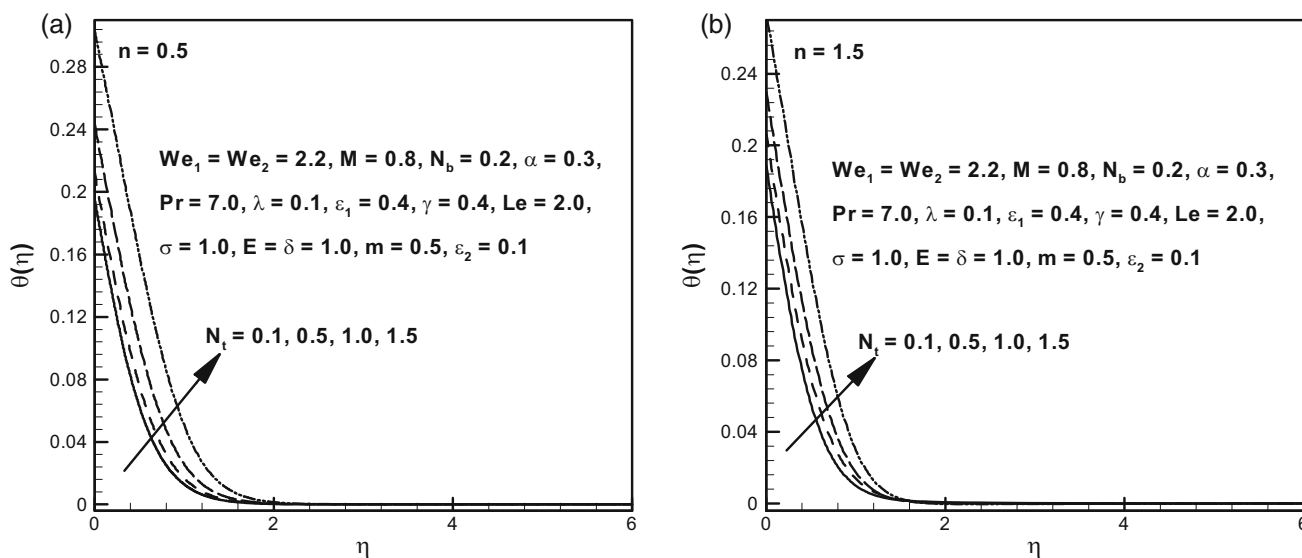 (a)
n = 0.5
We₁ = We₂ = 2.2, M = 0.8, N_b = 0.2, α = 0.3,
Pr = 7.0, λ = 0.1, ε₁ = 0.4, γ = 0.4, Le = 2.0,
σ = 1.0, E = δ = 1.0, m = 0.5, ε₂ = 0.1
N_t = 0.1, 0.5, 1.0, 1.5
θ(η)
0.28
0.24
0.2
0.16
0.12
0.08
0.04
0
0 2 4 6
η
(b)
n = 1.5
We₁ = We₂ = 2.2, M = 0.8, N_b = 0.2, α = 0.3,
Pr = 7.0, λ = 0.1, ε₁ = 0.4, γ = 0.4, Le = 2.0,
σ = 1.0, E = δ = 1.0, m = 0.5, ε₂ = 0.1
N_t = 0.1, 0.5, 1.0, 1.5
θ(η)
0.24
0.2
0.16
0.12
0.08
0.04
0
0 2 4 6
η